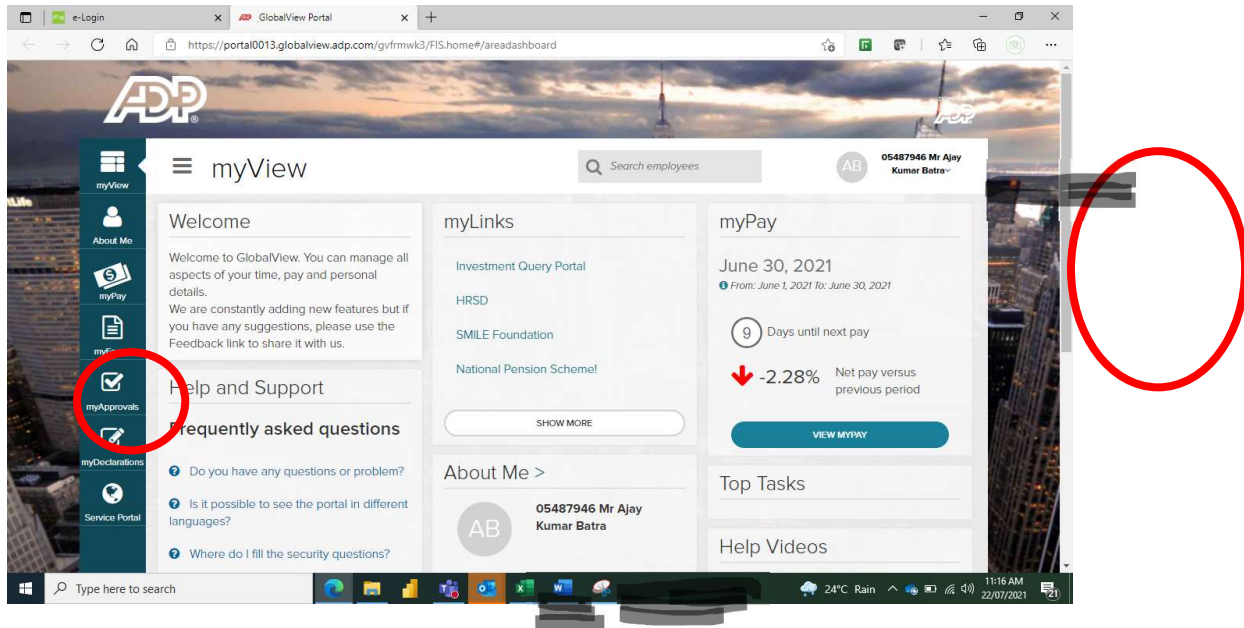 e-Login
GlobalView Portal
https://portal0013.globalview.adp.com/gvfrmwk3/FIS.home#/areadashboard
ADP
ADP
myView
Search employees
AB
05487946 Mr Ajay
Kumar Batra
myView
About Me
myPay
myApprovals
myDeclarations
Service Portal
Welcome
Welcome to GlobalView. You can manage all
aspects of your time, pay and personal
details.
We are constantly adding new features but if
you have any suggestions, please use the
Feedback link to share it with us.
Help and Support
Frequently asked questions
Do you have any questions or problem?
Is it possible to see the portal in different
languages?
Where do I fill the security questions?
myLinks
Investment Query Portal
HRSD
SMILE Foundation
National Pension Scheme!
SHOW MORE
About Me >
AB
05487946 Mr Ajay
Kumar Batra
myPay
June 30, 2021
From: June 1, 2021 To: June 30, 2021
9 Days until next pay
-2.28% Net pay versus
previous period
VIEW MYPAY
Top Tasks
Help Videos
Type here to search
24°C Rain
11:16 AM
22/07/2021
21